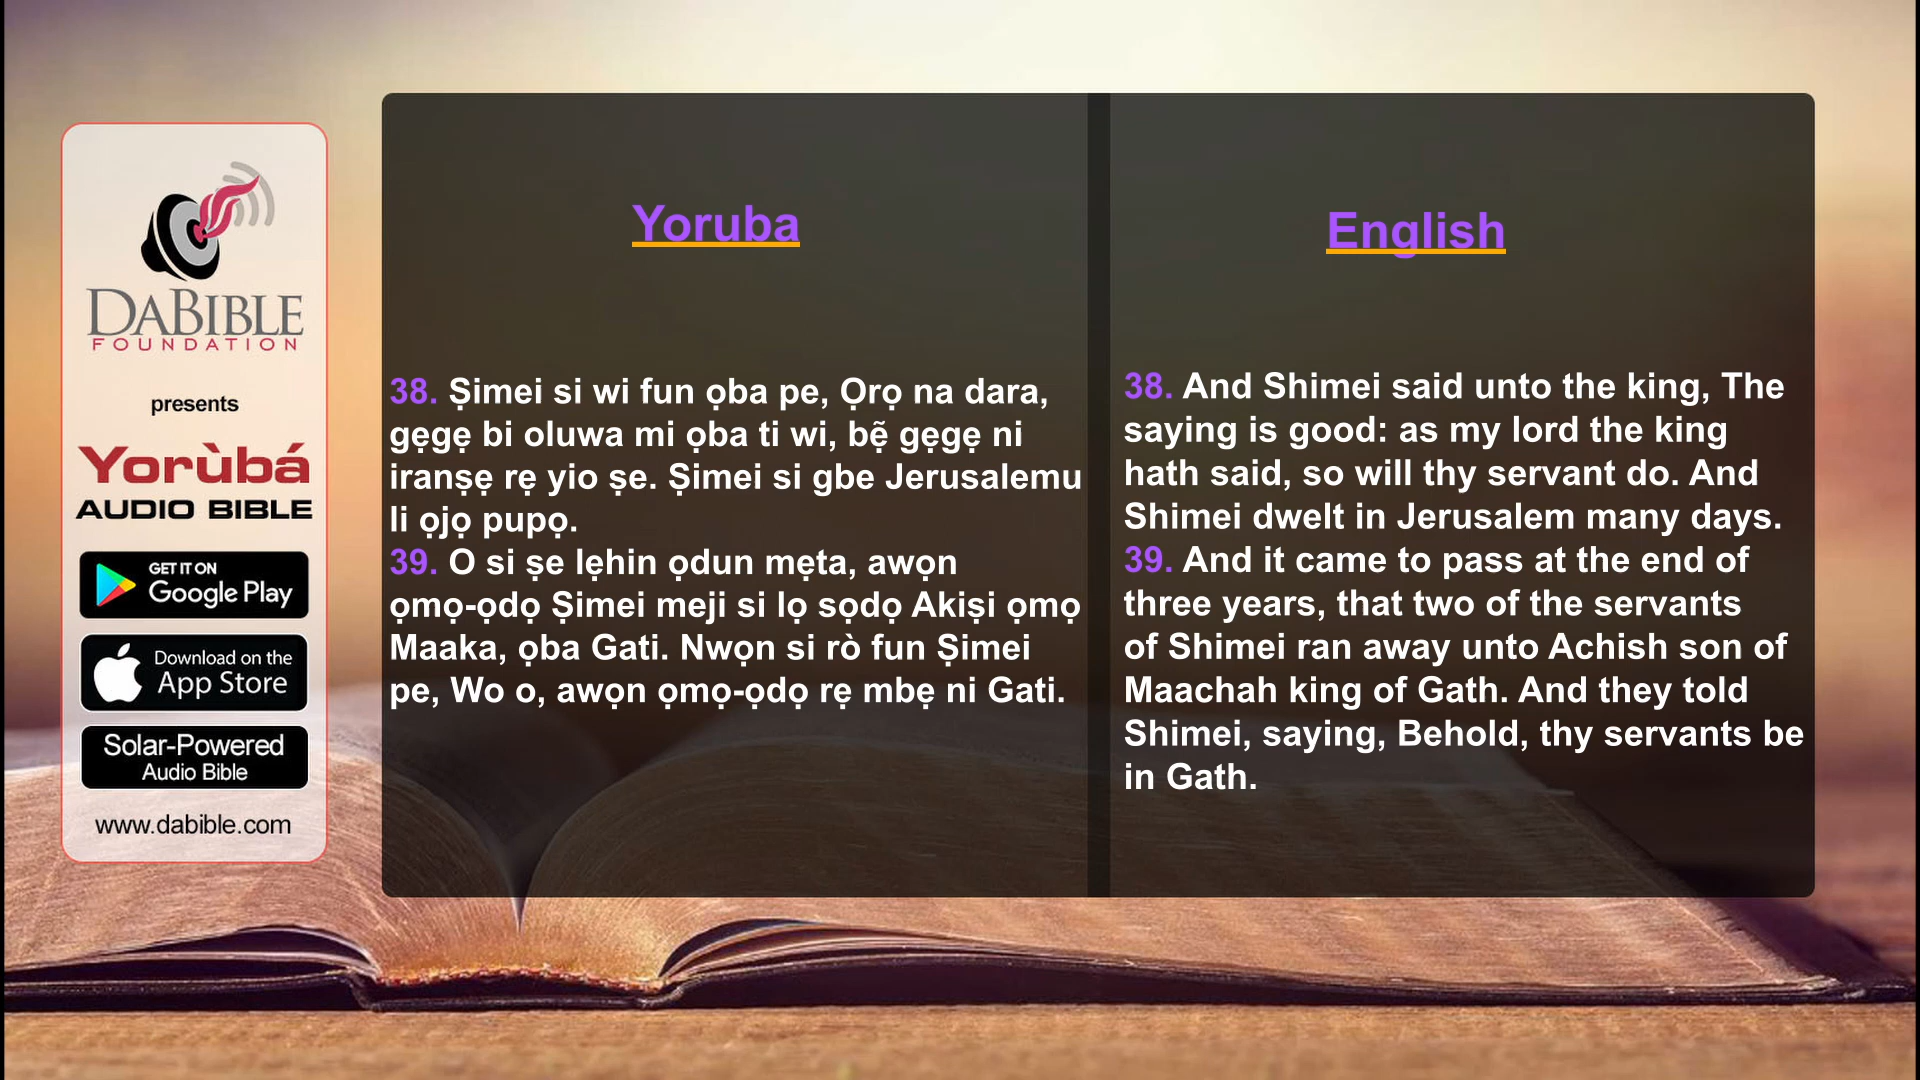 DABIBLE
FOUNDATION
presents
Yorùbá
AUDIO BIBLE
GET IT ON
Google Play
Download on the
App Store
Solar-Powered
Audio Bible
www.dabible.com
Yoruba
38. Ṣimei si wi fun ọba pe, Ọrọ na dara,
gẹgẹ bi oluwa mi ọba ti wi, bẹ̃ gẹgẹ ni
iranṣẹ rẹ yio ṣe. Ṣimei si gbe Jerusalemu
li ọjọ pupọ.
39. O si ṣe lẹhin ọdun mẹta, awọn
ọmọ-ọdọ Ṣimei meji si lọ sọdọ Akiṣi ọmọ
Maaka, ọba Gati. Nwọn si rò fun Ṣimei
pe, Wo o, awọn ọmọ-ọdọ rẹ mbẹ ni Gati.
English
38. And Shimei said unto the king, The
saying is good: as my lord the king
hath said, so will thy servant do. And
Shimei dwelt in Jerusalem many days.
39. And it came to pass at the end of
three years, that two of the servants
of Shimei ran away unto Achish son of
Maachah king of Gath. And they told
Shimei, saying, Behold, thy servants be
in Gath.